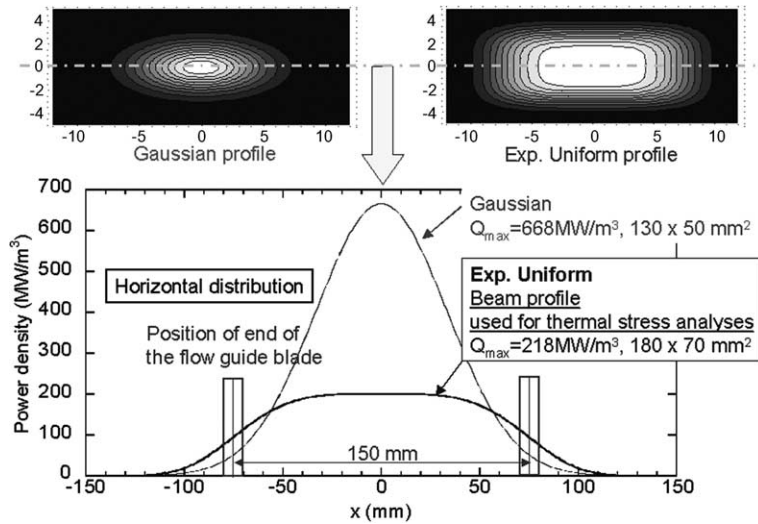 4
2
0
-2
-4
-10 -5 0 5 10
Gaussian profile
4
2
0
-2
-4
-10 -5 0 5 10
Exp. Uniform profile
700
600
500
400
300
200
100
0
Power density (MW/m³)
Gaussian
Qmax=668MW/m³, 130 x 50 mm²
Exp. Uniform
Beam profile
used for thermal stress analyses
Qmax=218MW/m³, 180 x 70 mm²
Horizontal distribution
Position of end of
the flow guide blade
150 mm
-150 -100 -50 0 50 100 150
x (mm)